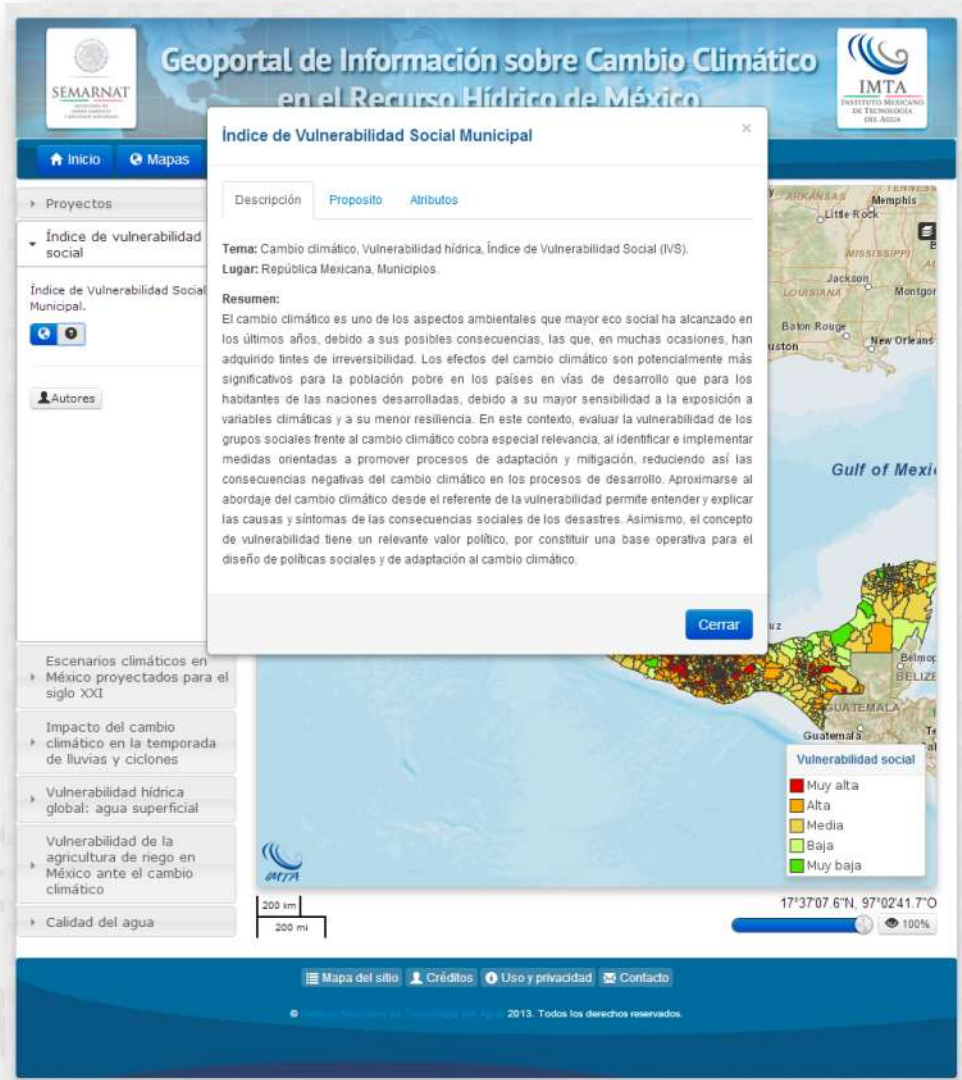 SEMARNAT
Geoportal de Información sobre Cambio Climático
en el Recurso Hídrico de México
IMTA
INSTITUTO MEXICANO
DE TECNOLOGÍA
DEL AGUA
Inicio
Mapas
Índice de Vulnerabilidad Social Municipal
×
Descripción
Proposito
Atributos
Tema: Cambio climático, Vulnerabilidad hídrica, Índice de Vulnerabilidad Social (IVS).
Lugar: República Mexicana, Municipios.
Resumen:
El cambio climático es uno de los aspectos ambientales que mayor eco social ha alcanzado en
los últimos años, debido a sus posibles consecuencias, las que, en muchas ocasiones, han
adquirido tintes de irreversibilidad. Los efectos del cambio climático son potencialmente más
significativos para la población pobre en los países en vías de desarrollo que para los
habitantes de las naciones desarrolladas, debido a su mayor sensibilidad a la exposición a
variables climáticas y a su menor resiliencia. En este contexto, evaluar la vulnerabilidad de los
grupos sociales frente al cambio climático cobra especial relevancia, al identificar e implementar
medidas orientadas a promover procesos de adaptación y mitigación, reduciendo así las
consecuencias negativas del cambio climático en los procesos de desarrollo. Aproximarse al
abordaje del cambio climático desde el referente de la vulnerabilidad permite entender y explicar
las causas y síntomas de las consecuencias sociales de los desastres. Asimismo, el concepto
de vulnerabilidad tiene un relevante valor político, por constituir una base operativa para el
diseño de políticas sociales y de adaptación al cambio climático.
Cerrar
Proyectos
Índice de vulnerabilidad
social
Índice de Vulnerabilidad Social
Municipal.
Autores
Escenarios climáticos en
México proyectados para el
siglo XXI
Impacto del cambio
climático en la temporada
de lluvias y ciclones
Vulnerabilidad hídrica
global: agua superficial
Vulnerabilidad de la
agricultura de riego en
México ante el cambio
climático
Calidad del agua
ARKANSAS
Memphis
Little Rock
MISSISSIPPI
Jackson
LOUISIANA
Montgor
Baton Rouge
uston
New Orleans
Gulf of Mexi
uz
Belmop
BELIZE
GUATEMALA
Guatemala
Vulnerabilidad social
Muy alta
Alta
Media
Baja
Muy baja
IMTA
200 km
200 mi
17°37'07.6"N, 97°02'41.7"O
100%
Mapa del sitio
Créditos
Uso y privacidad
Contacto
© Instituto Mexicano de Tecnología del Agua 2013. Todos los derechos reservados.